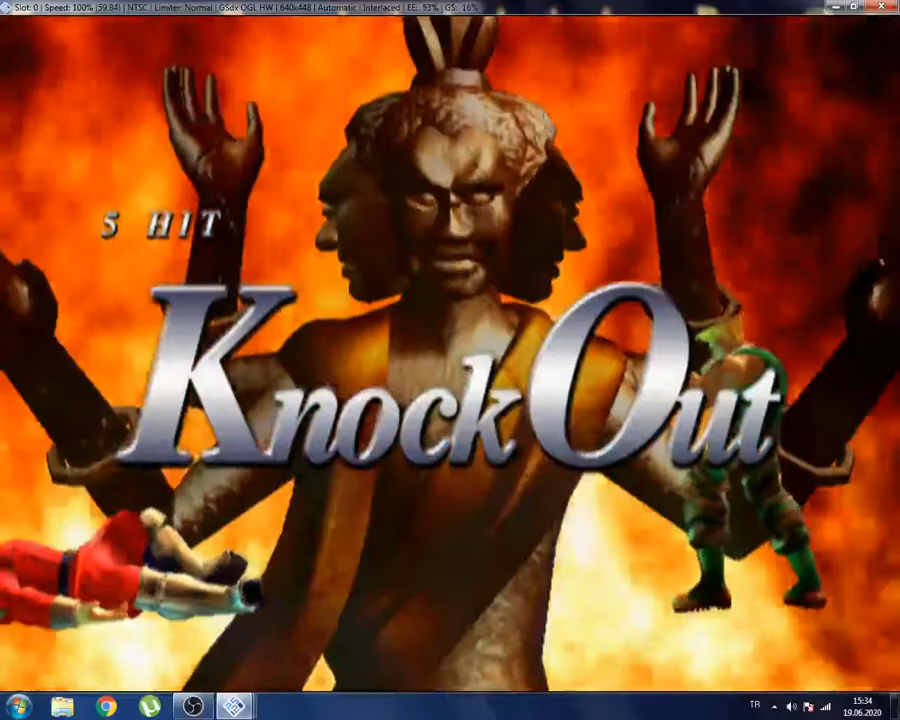 Slot: 0 | Speed: 100% (59.84) | NTSC | Limiter: Normal | GSdx OGL HW | 640x448 | Automatic | Interlaced | EE: 53% | GS: 16%
5 HIT
KnockOut
TR
15:34
19.06.2020